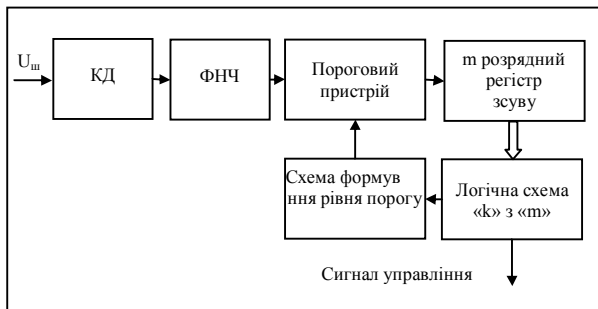 Uш
КД
ФНЧ
Пороговий
пристрій
m розрядний
регістр
зсуву
Схема формув
ння рівня порогу
Логічна схема
«k» з «m»
Сигнал управління